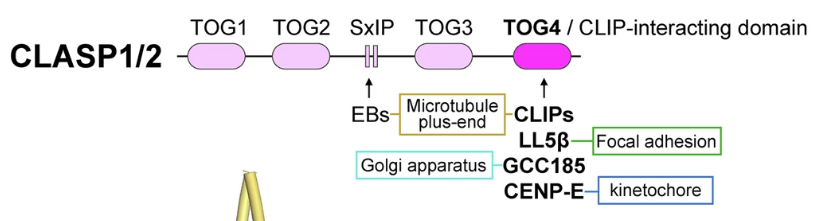 TOG1 TOG2 SxIP TOG3 TOG4 / CLIP-interacting domain
CLASP1/2
EBs Microtubule plus-end CLIPs
LL5β Focal adhesion
Golgi apparatus GCC185
CENP-E kinetochore